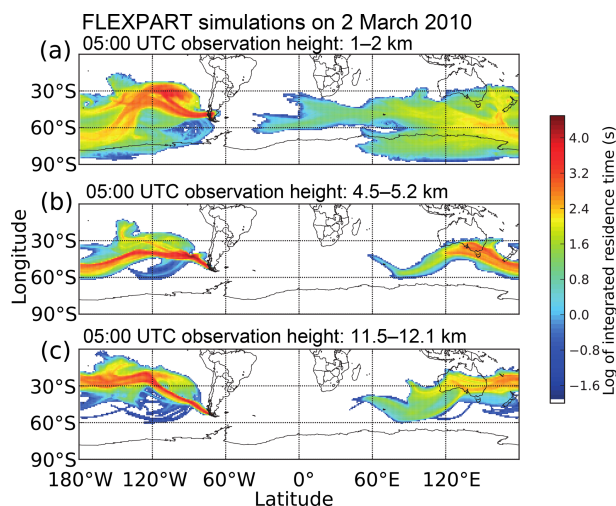 FLEXPART simulations on 2 March 2010
(a) 05:00 UTC observation height: 1–2 km
30°S
60°S
90°S
(b) 05:00 UTC observation height: 4.5–5.2 km
30°S
60°S
90°S
(c) 05:00 UTC observation height: 11.5–12.1 km
30°S
60°S
90°S
180°W 120°W 60°W 0° 60°E 120°E
Latitude
Longitude
4.0
3.2
2.4
1.6
0.8
0.0
−0.8
−1.6
Log of integrated residence time (s)